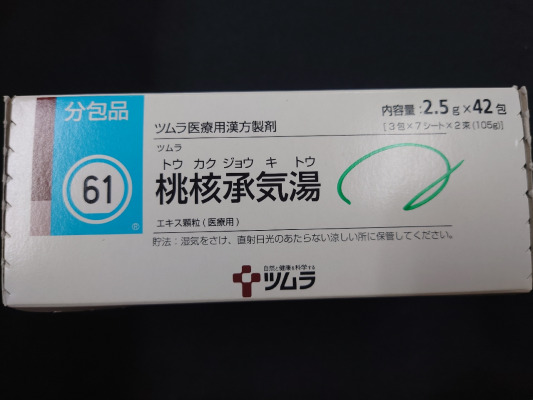 分包品
内容量:2.5g×42包
[3包×7シート×2束(105g)]
ツムラ医療用漢方製剤
ツムラ
トウ カク ジョウ キ トウ
61
桃核承気湯
®
エキス顆粒(医療用)
貯法:湿気をさけ、直射日光のあたらない涼しい所に保管してください。
自然と健康を科学する
ツムラ